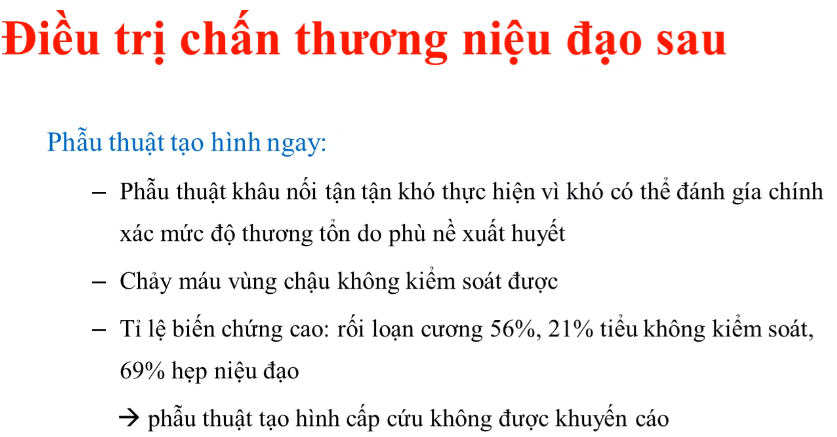 Điều trị chấn thương niệu đạo sau
Phẫu thuật tạo hình ngay:
– Phẫu thuật khâu nối tận tận khó thực hiện vì khó có thể đánh gía chính
xác mức độ thương tổn do phù nề xuất huyết
– Chảy máu vùng chậu không kiểm soát được
– Tỉ lệ biến chứng cao: rối loạn cương 56%, 21% tiểu không kiểm soát,
69% hẹp niệu đạo
→ phẫu thuật tạo hình cấp cứu không được khuyến cáo